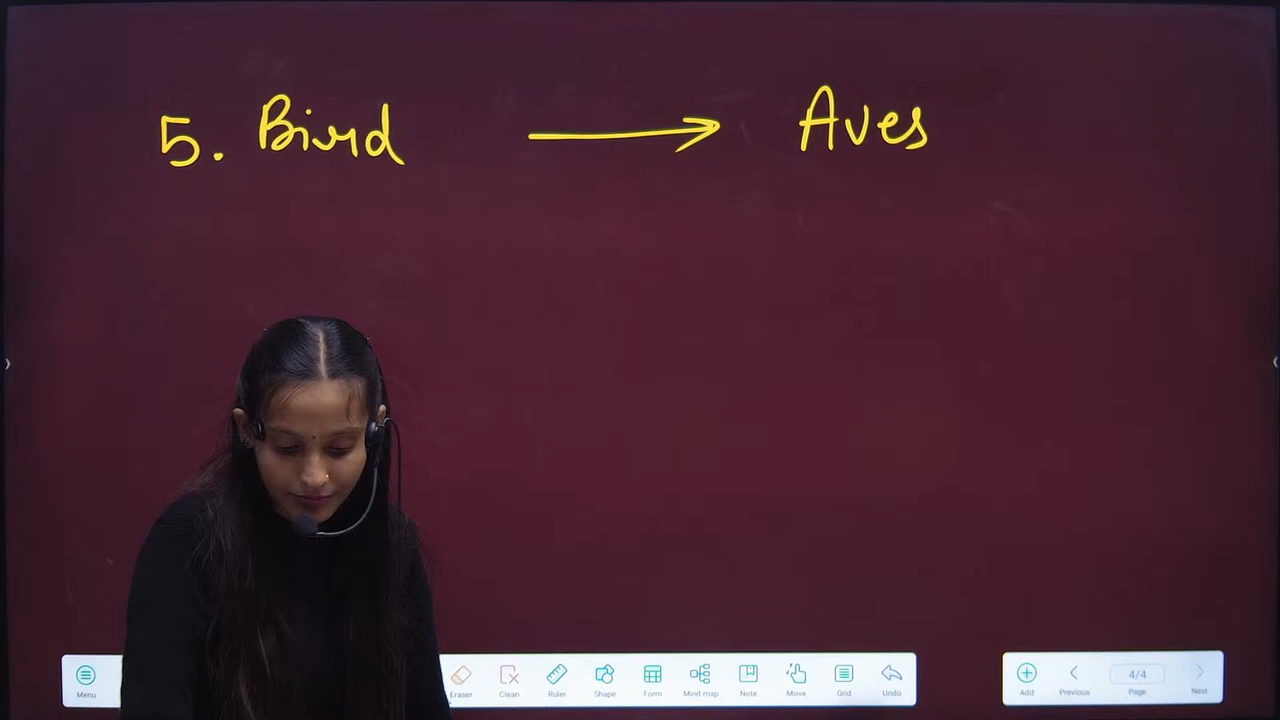 5. Bird → Aves
Menu Eraser Clean Ruler Shape Form Mind map Note Move Grid Undo
Add Previous 4/4 Page Next